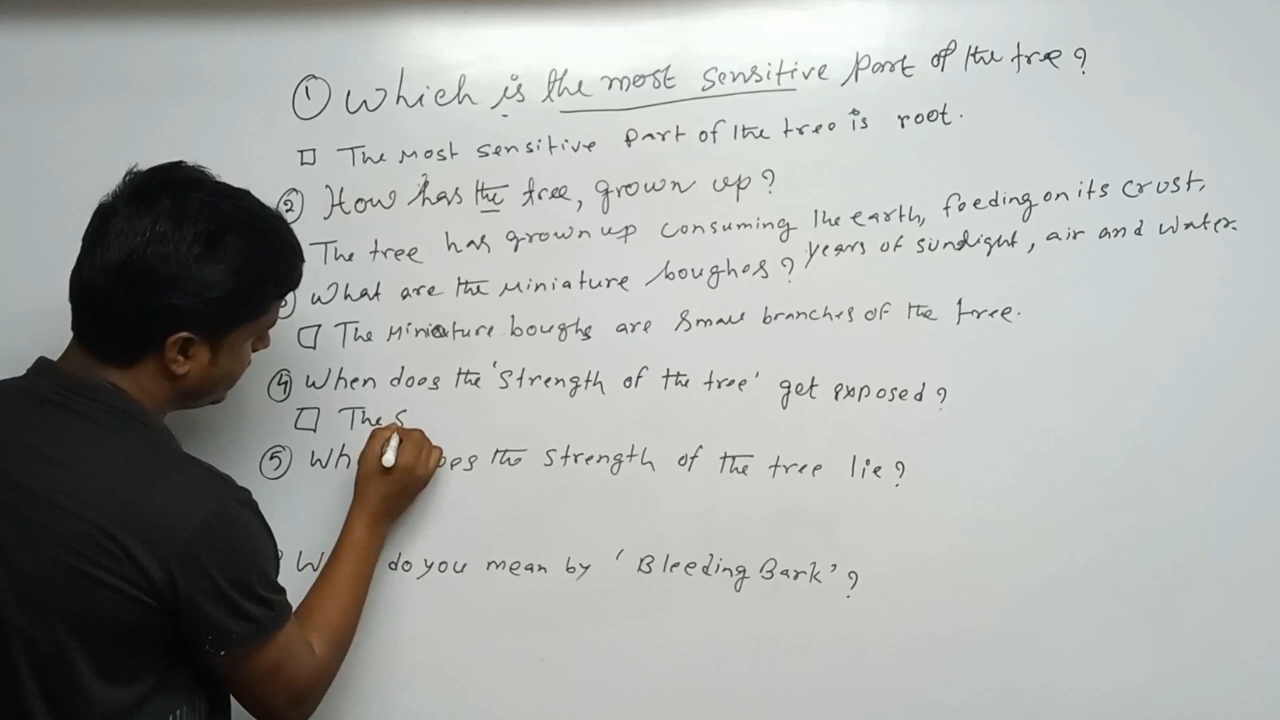 ① Which is the most sensitive part of the tree?
□ The most sensitive part of the tree is root.
② How has the tree, grown up?
The tree has grown up consuming the earth, feeding on its crust,
years of sunlight, air and water.
What are the miniature boughes?
□ The miniature boughs are small branches of the tree.
④ When does the 'strength of the tree' get exposed?
□ The S
⑤ Wh the strength of the tree lie?
do you mean by 'Bleeding Bark'?